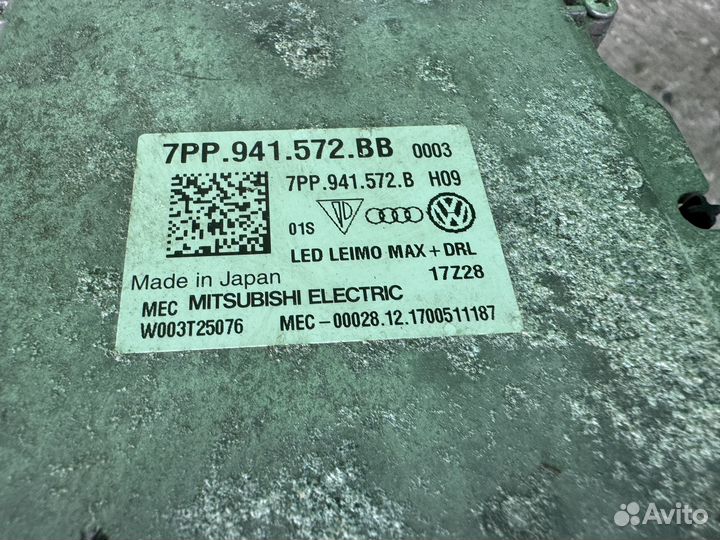 7PP.941.572.BB 0003
7PP.941.572.B H09
01S
LED LEIMO MAX + DRL
Made in Japan 17Z28
MEC MITSUBISHI ELECTRIC
W003T25076 MEC-00028.12.1700511187
Avito